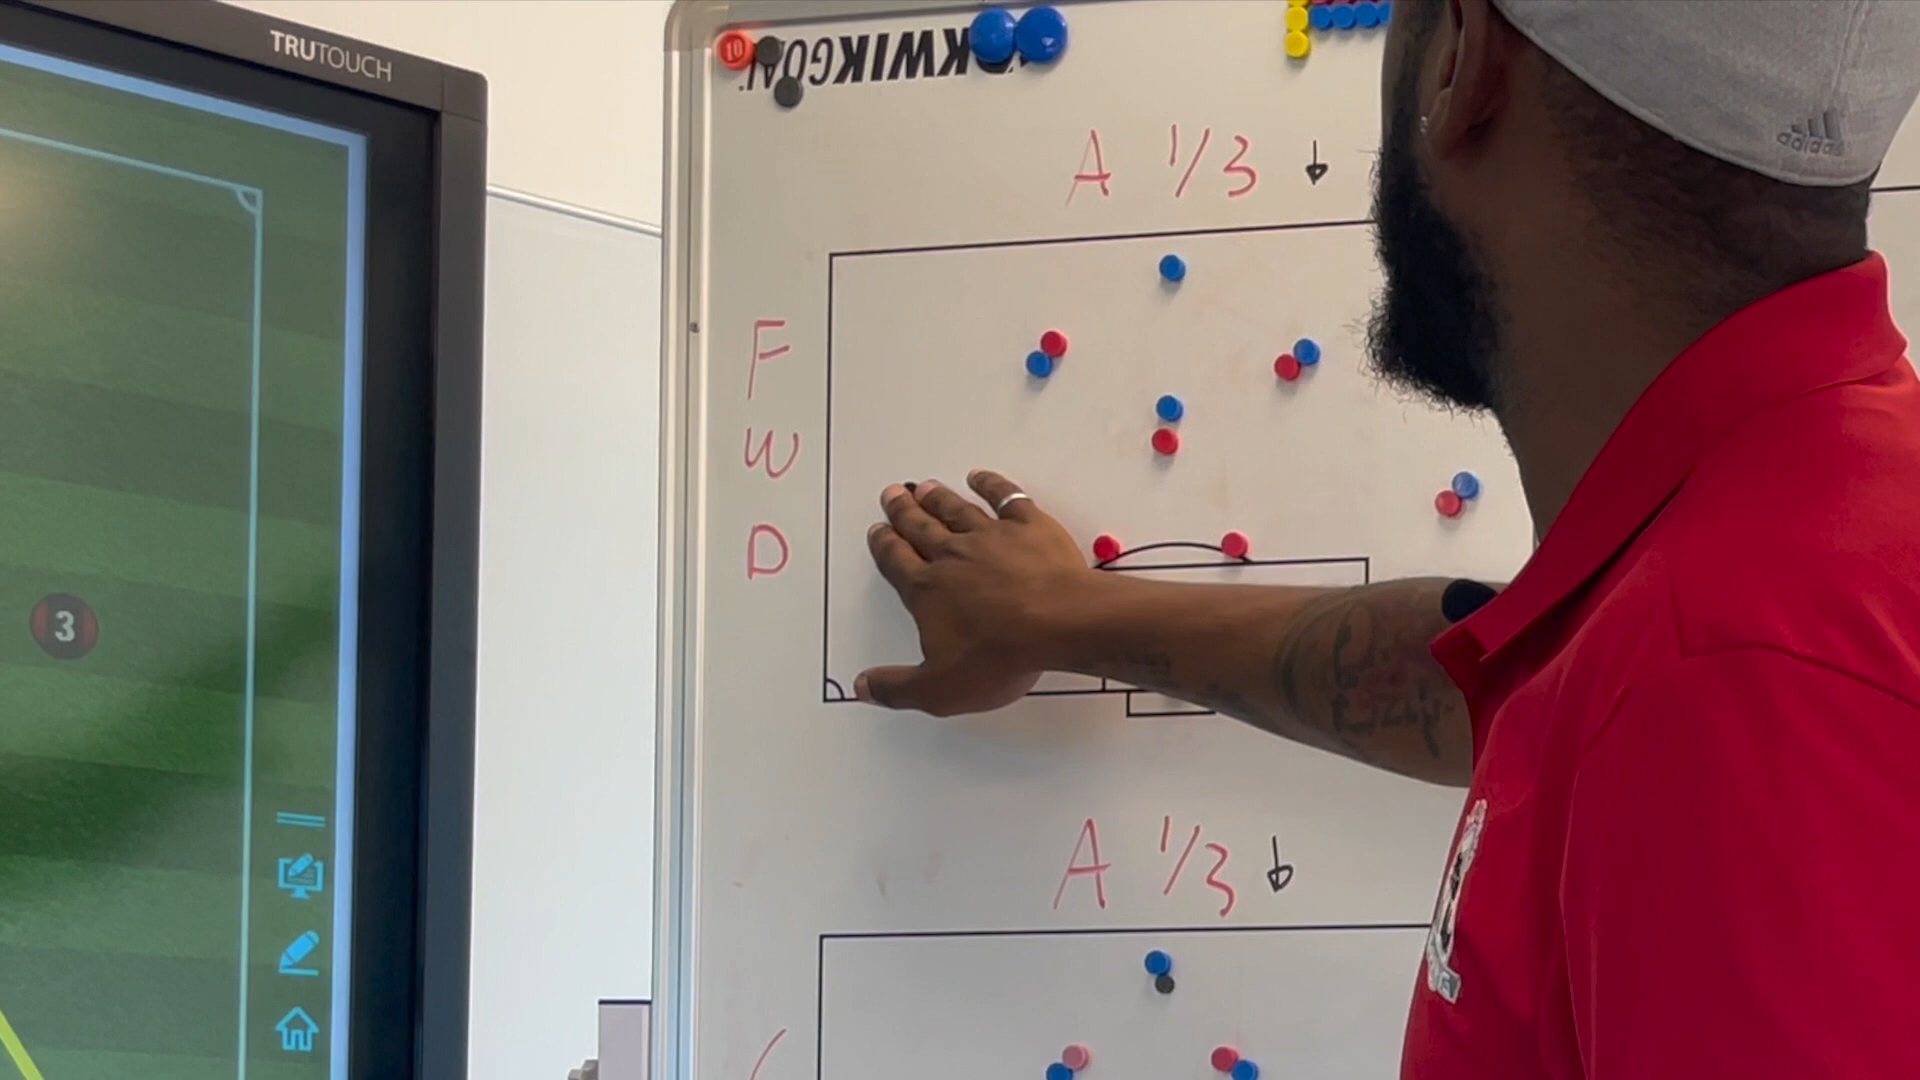 TRUTOUCH
10
KWIKGOAL
adidas
A 1/3 ↓
F
W
D
3
A 1/3 ↓